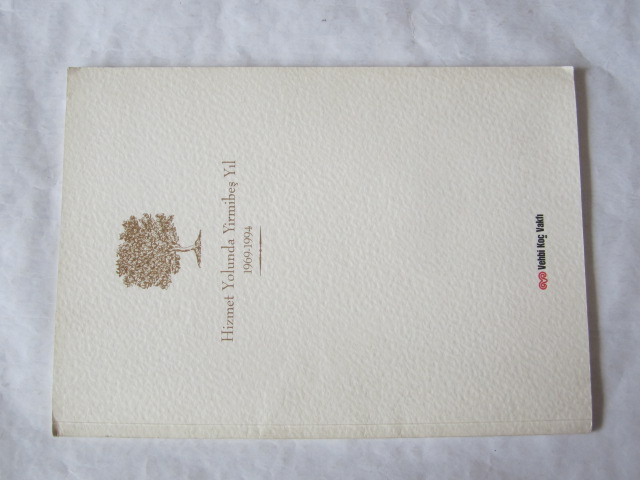 Hizmet Yolunda Yirmibeş Yıl
1969-1994
Vehbi Koç Vakfı